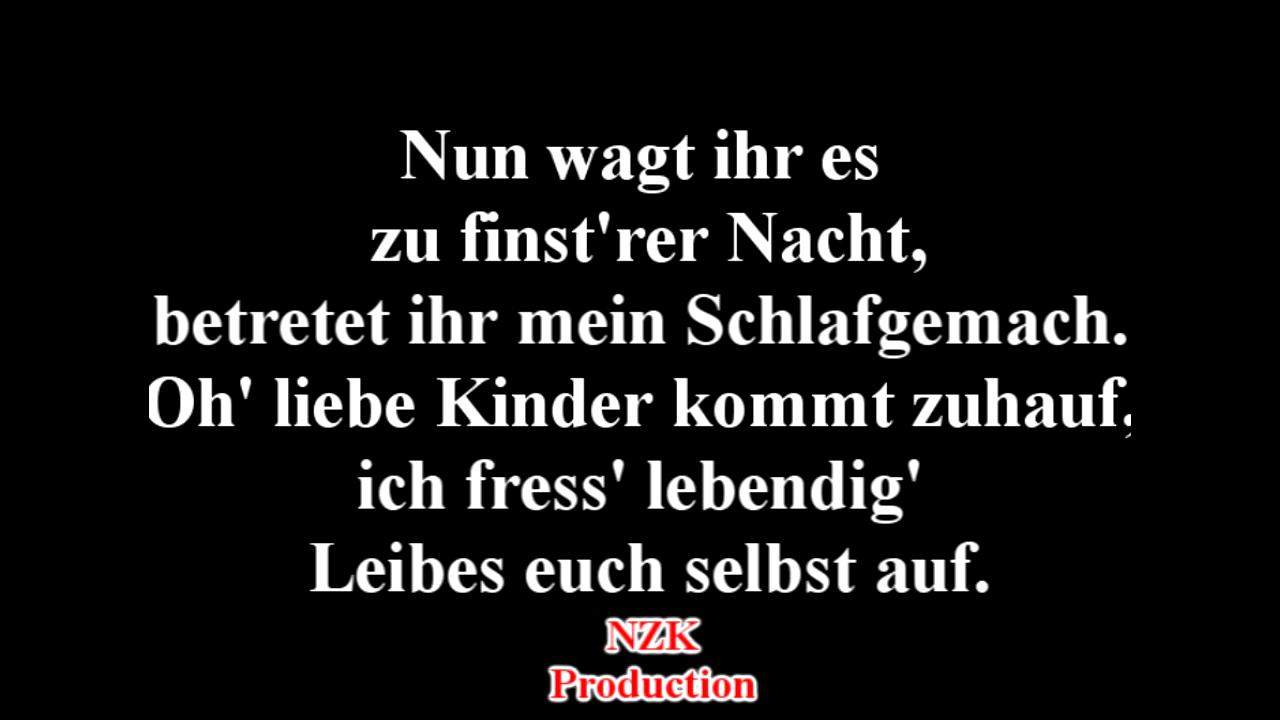 Nun wagt ihr es
zu finst'rer Nacht,
betretet ihr mein Schlafgemach.
Oh' liebe Kinder kommt zuhauf,
ich fress' lebendig'
Leibes euch selbst auf.
NZK
Production